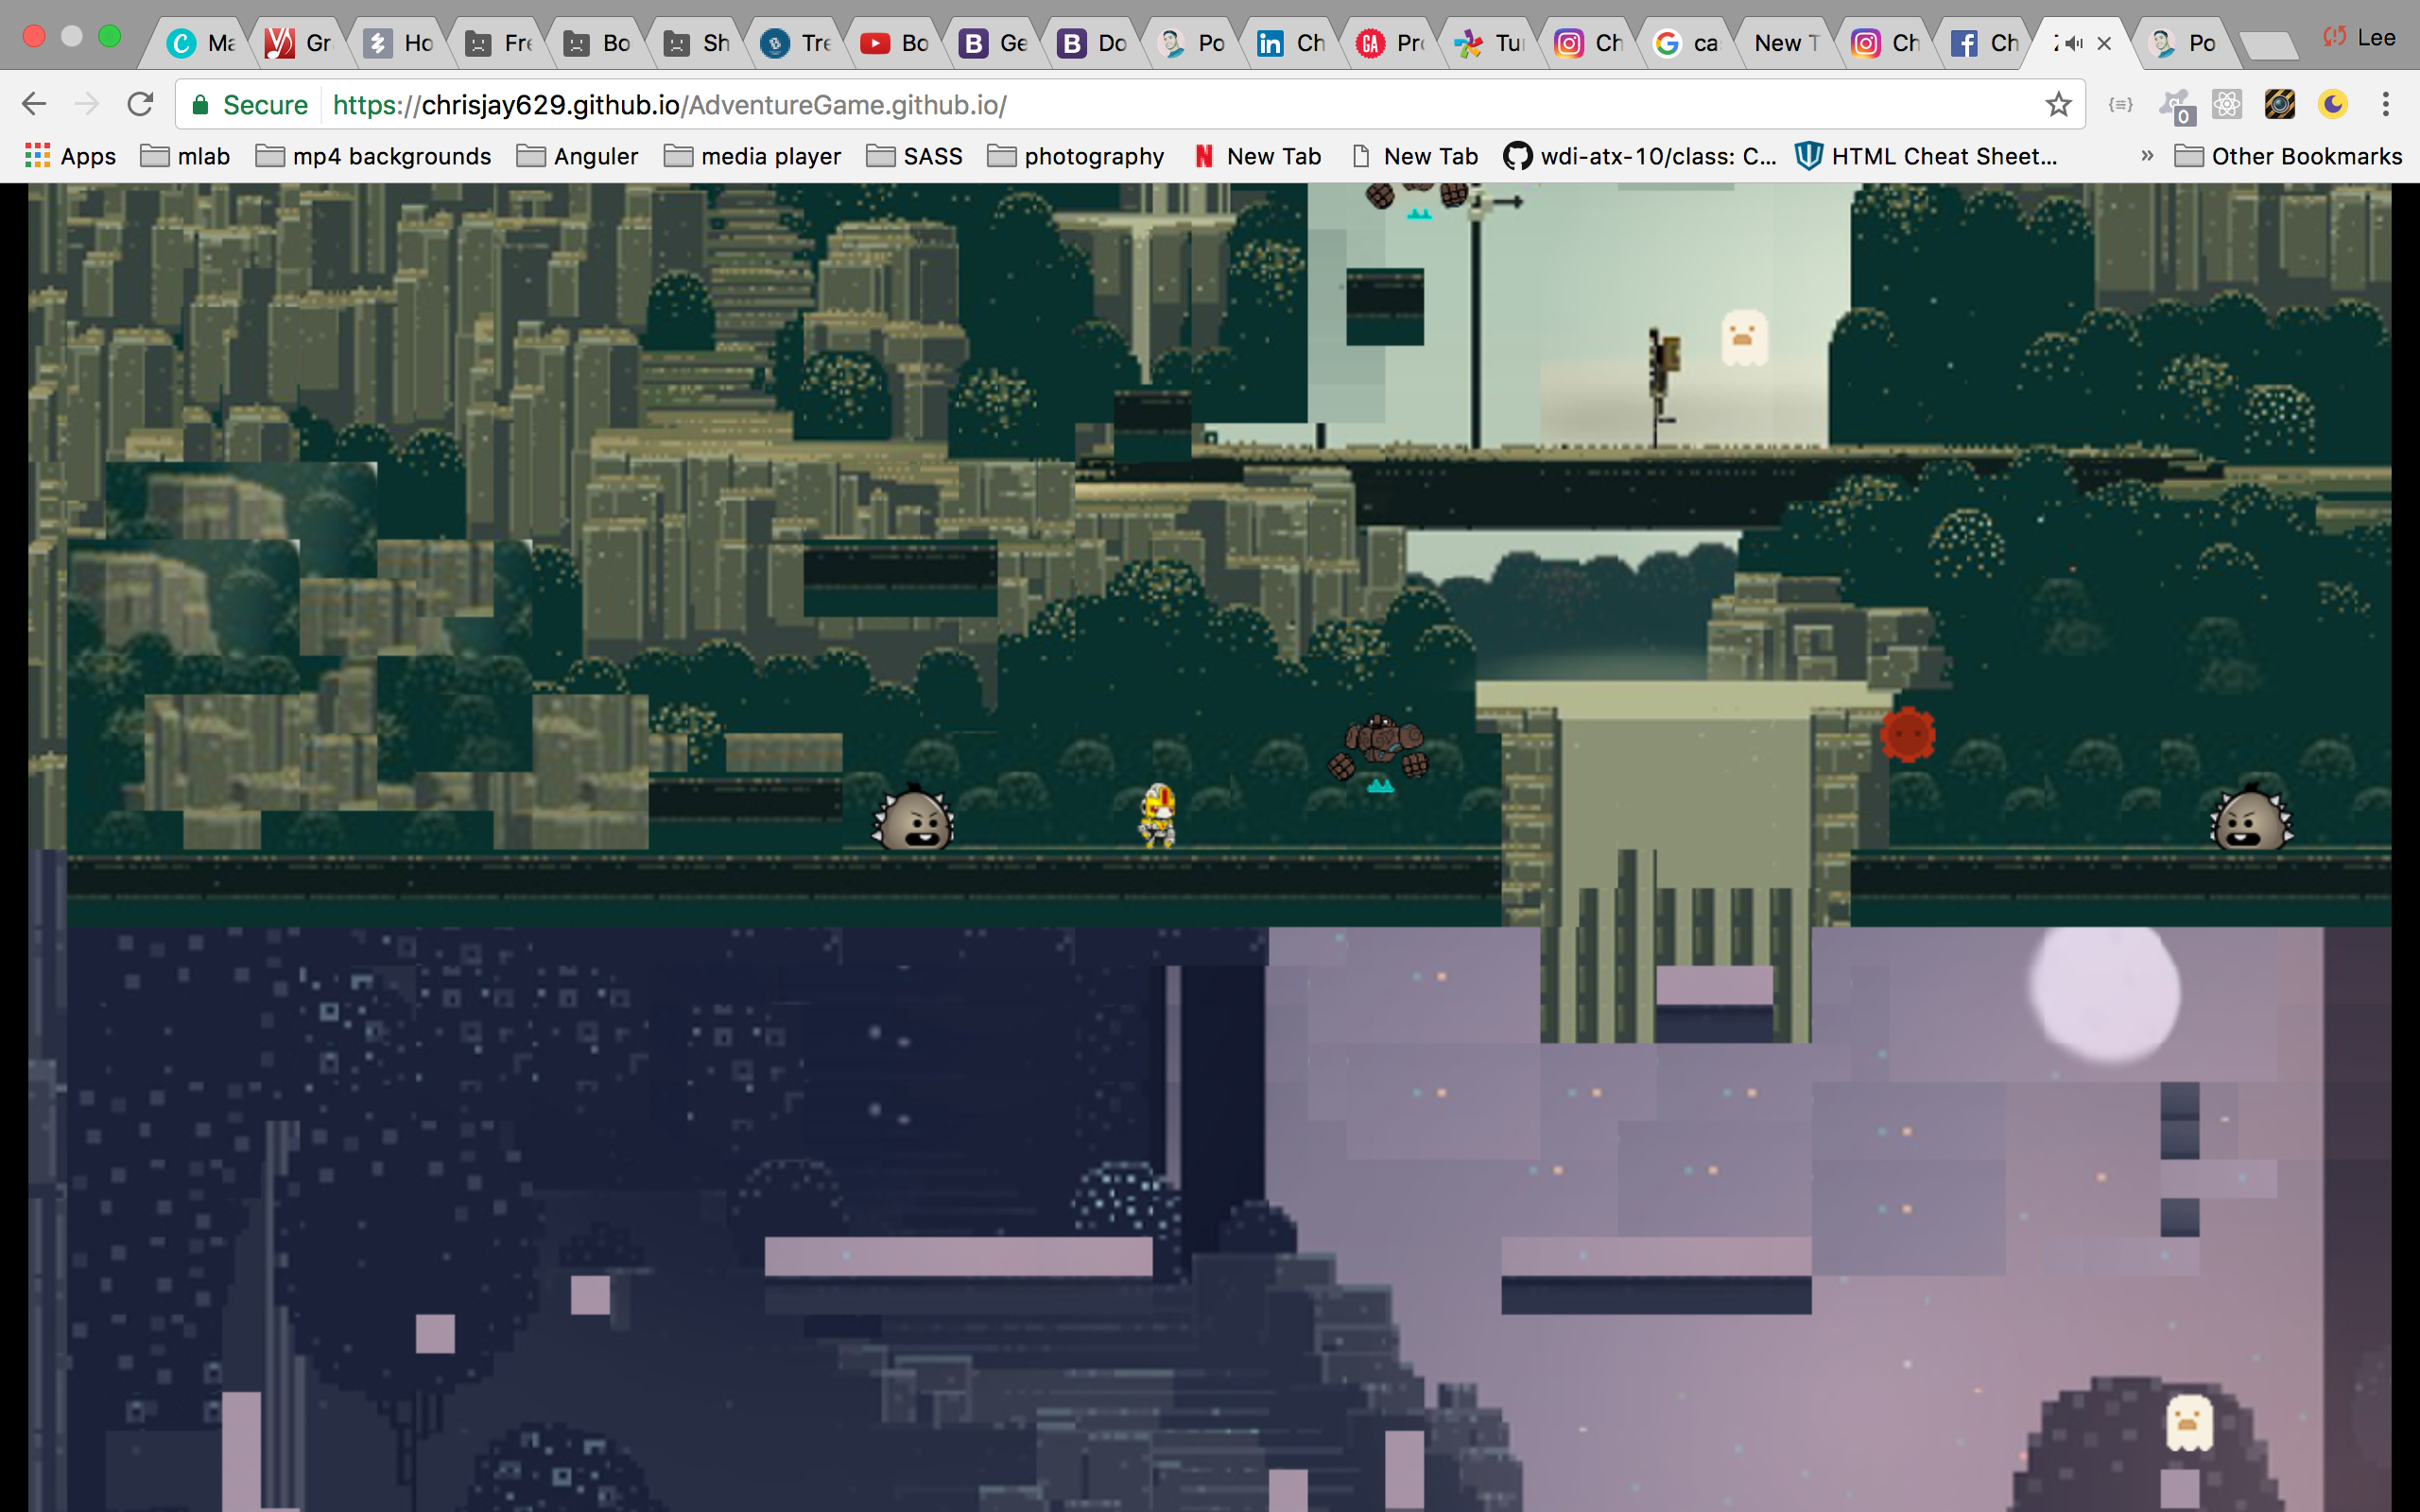 Ma Gr Ho Fre Bo Sh Tre Bo Ge Do Po Ch Pro Tu Ch ca New T Ch Ch Po Lee
Secure https://chrisjay629.github.io/AdventureGame.github.io/ 0
Apps mlab mp4 backgrounds Anguler media player SASS photography New Tab New Tab wdi-atx-10/class: C... HTML Cheat Sheet... » Other Bookmarks